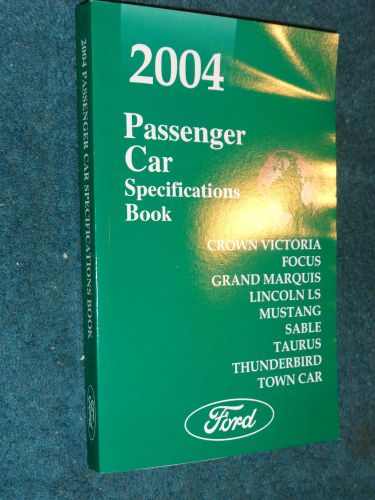 2004 PASSENGER CAR SPECIFICATIONS BOOK
Ford
2004
Passenger
Car
Specifications
Book
CROWN VICTORIA
FOCUS
GRAND MARQUIS
LINCOLN LS
MUSTANG
SABLE
TAURUS
THUNDERBIRD
TOWN CAR
Ford